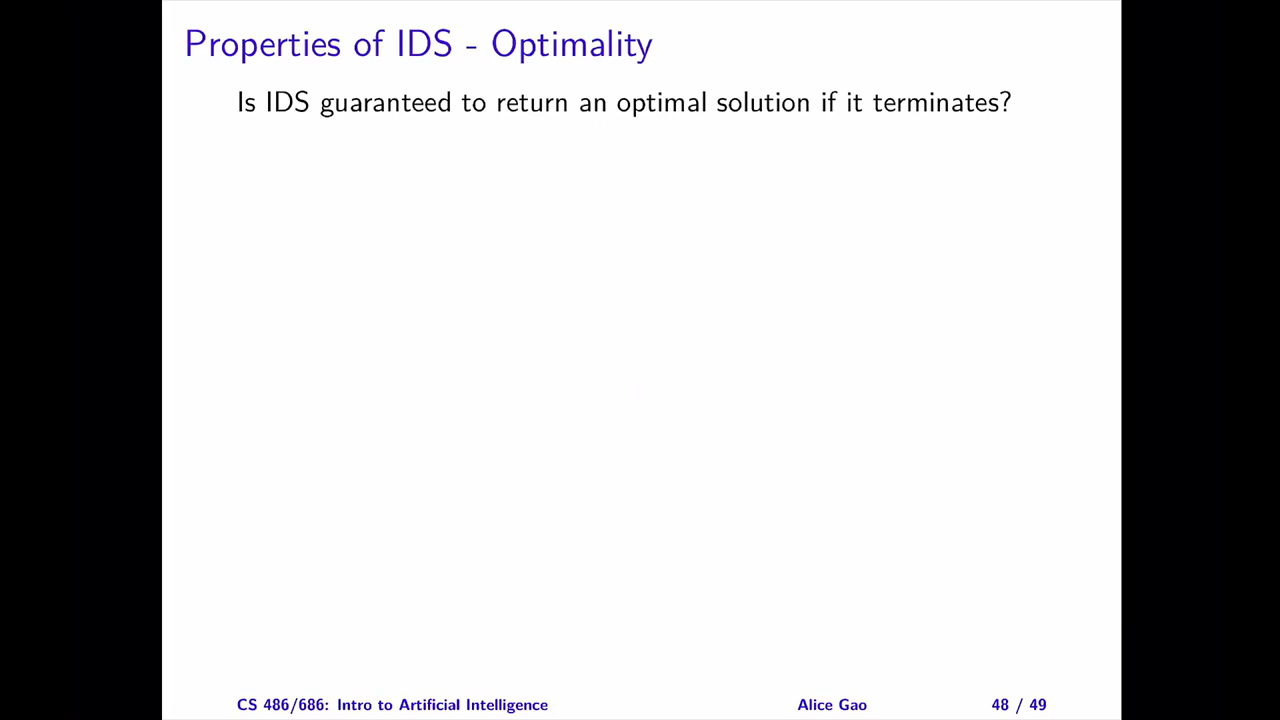 Properties of IDS - Optimality
Is IDS guaranteed to return an optimal solution if it terminates?
CS 486/686: Intro to Artificial Intelligence Alice Gao 48 / 49